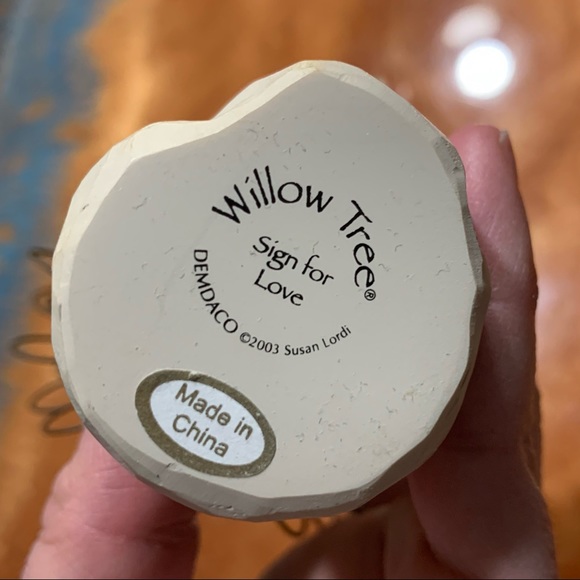 Willow Tree®
Sign for
Love
DEMDACO ©2003 Susan Lordi
Made in
China